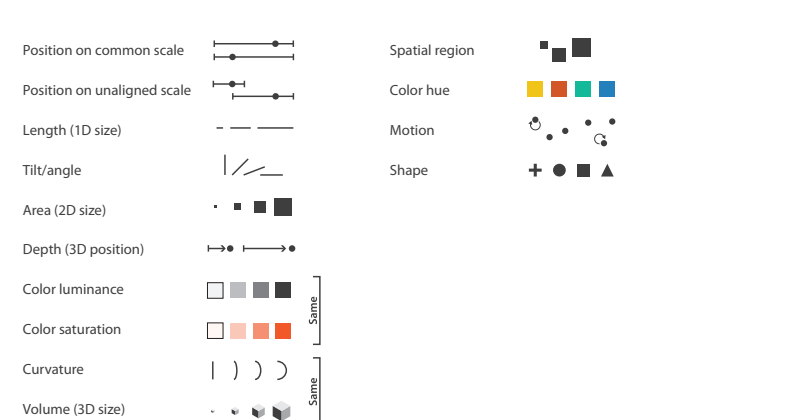 Position on common scale
Position on unaligned scale
Length (1D size)
Tilt/angle
Area (2D size)
Depth (3D position)
Color luminance
Color saturation
Same
Curvature
Volume (3D size)
Same
Spatial region
Color hue
Motion
Shape